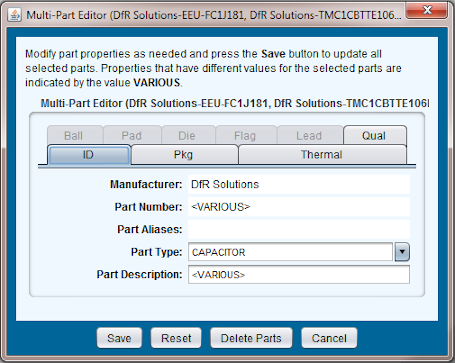 Multi-Part Editor (DfR Solutions-EEU-FC1J181, DfR Solutions-TMC1CBTTE106...
Modify part properties as needed and press the Save button to update all
selected parts. Properties that have different values for the selected parts are
indicated by the value VARIOUS.
Multi-Part Editor (DfR Solutions-EEU-FC1J181, DfR Solutions-TMC1CBTTE106
Ball Pad Die Flag Lead Qual
ID Pkg Thermal
Manufacturer: DfR Solutions
Part Number: <VARIOUS>
Part Aliases:
Part Type: CAPACITOR
Part Description: <VARIOUS>
Save Reset Delete Parts Cancel